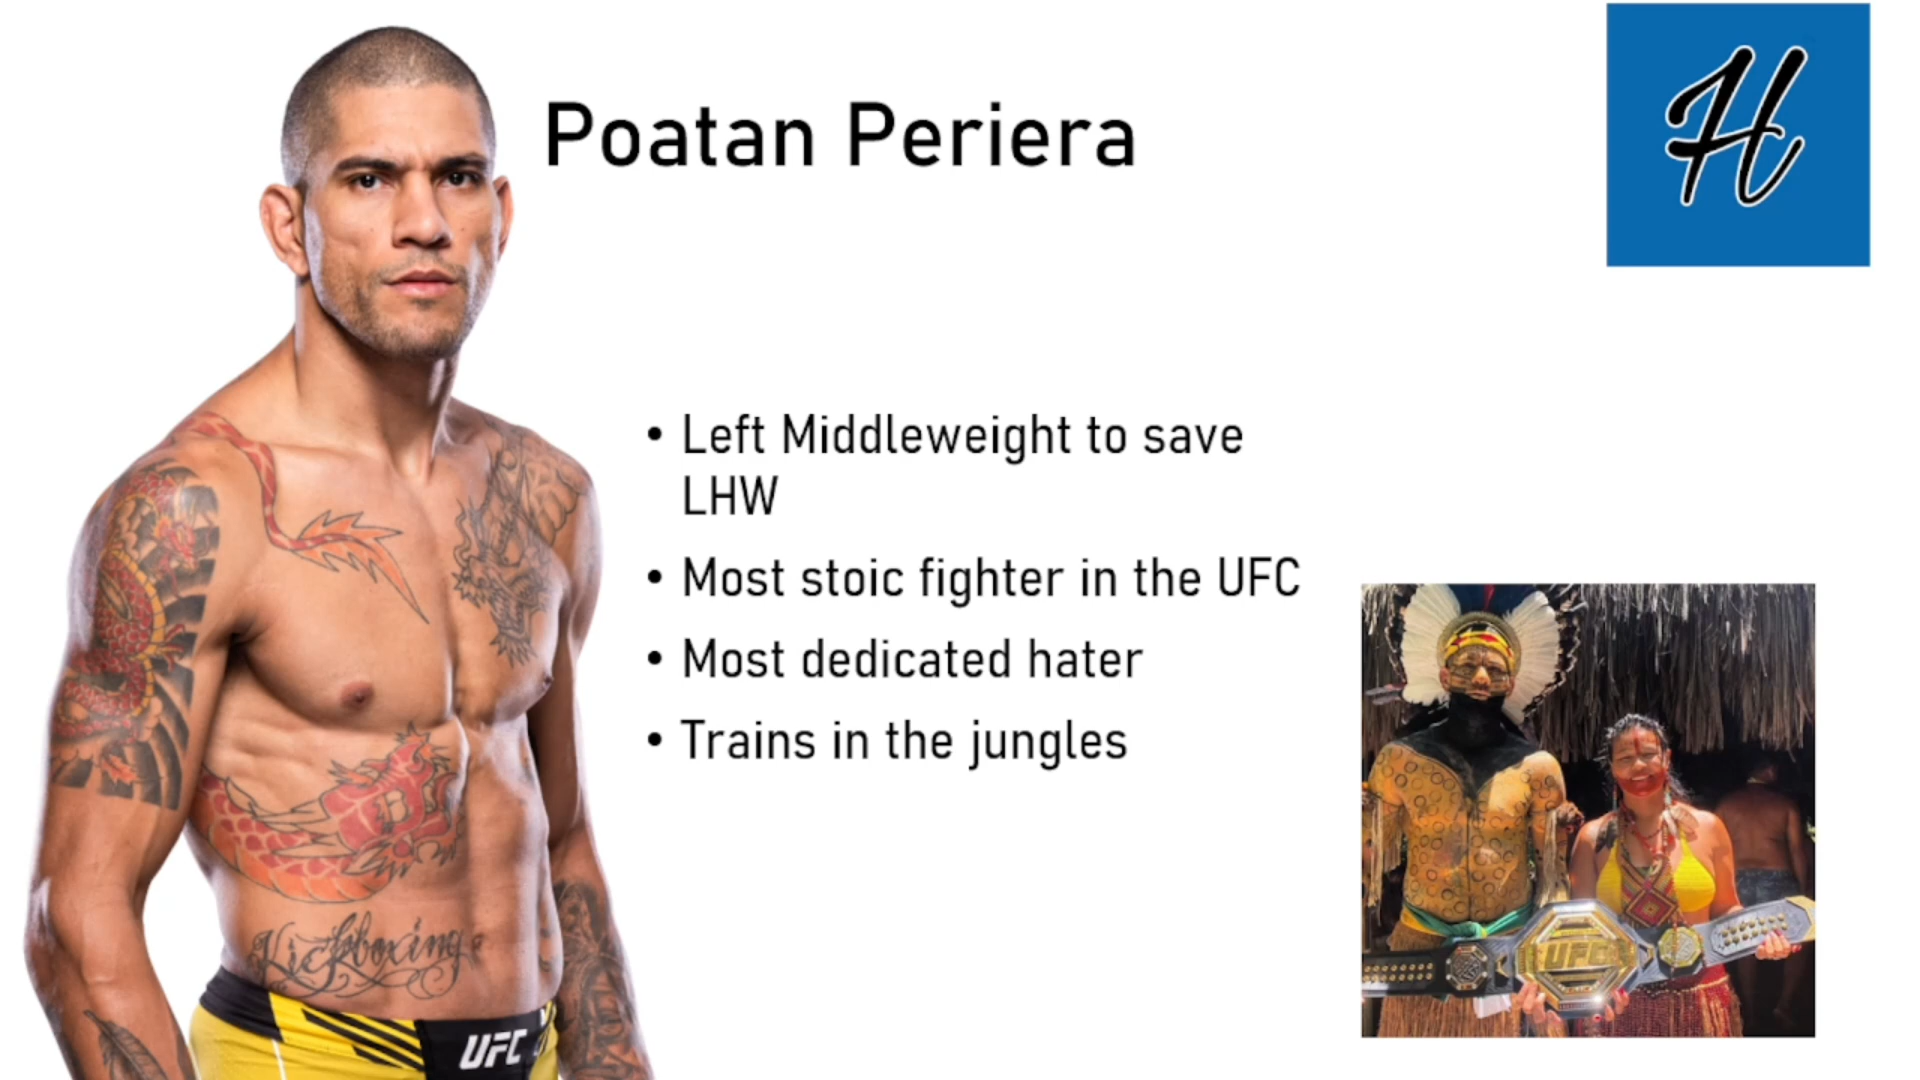 Poatan Periera
H
• Left Middleweight to save
LHW
• Most stoic fighter in the UFC
• Most dedicated hater
• Trains in the jungles
Kickboxing
UFC
UFC